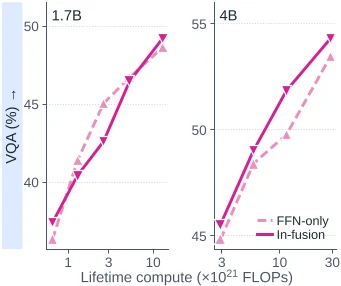 1.7B
4B
VQA (%) →
50
45
40
55
50
45
1
3
10
3
10
30
FFN-only
In-fusion
Lifetime compute (×10²¹ FLOPs)